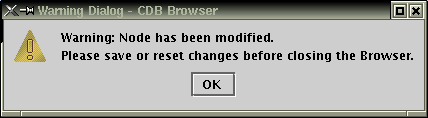 Warning Dialog - CDB Browser
Warning: Node has been modified.
Please save or reset changes before closing the Browser.
OK